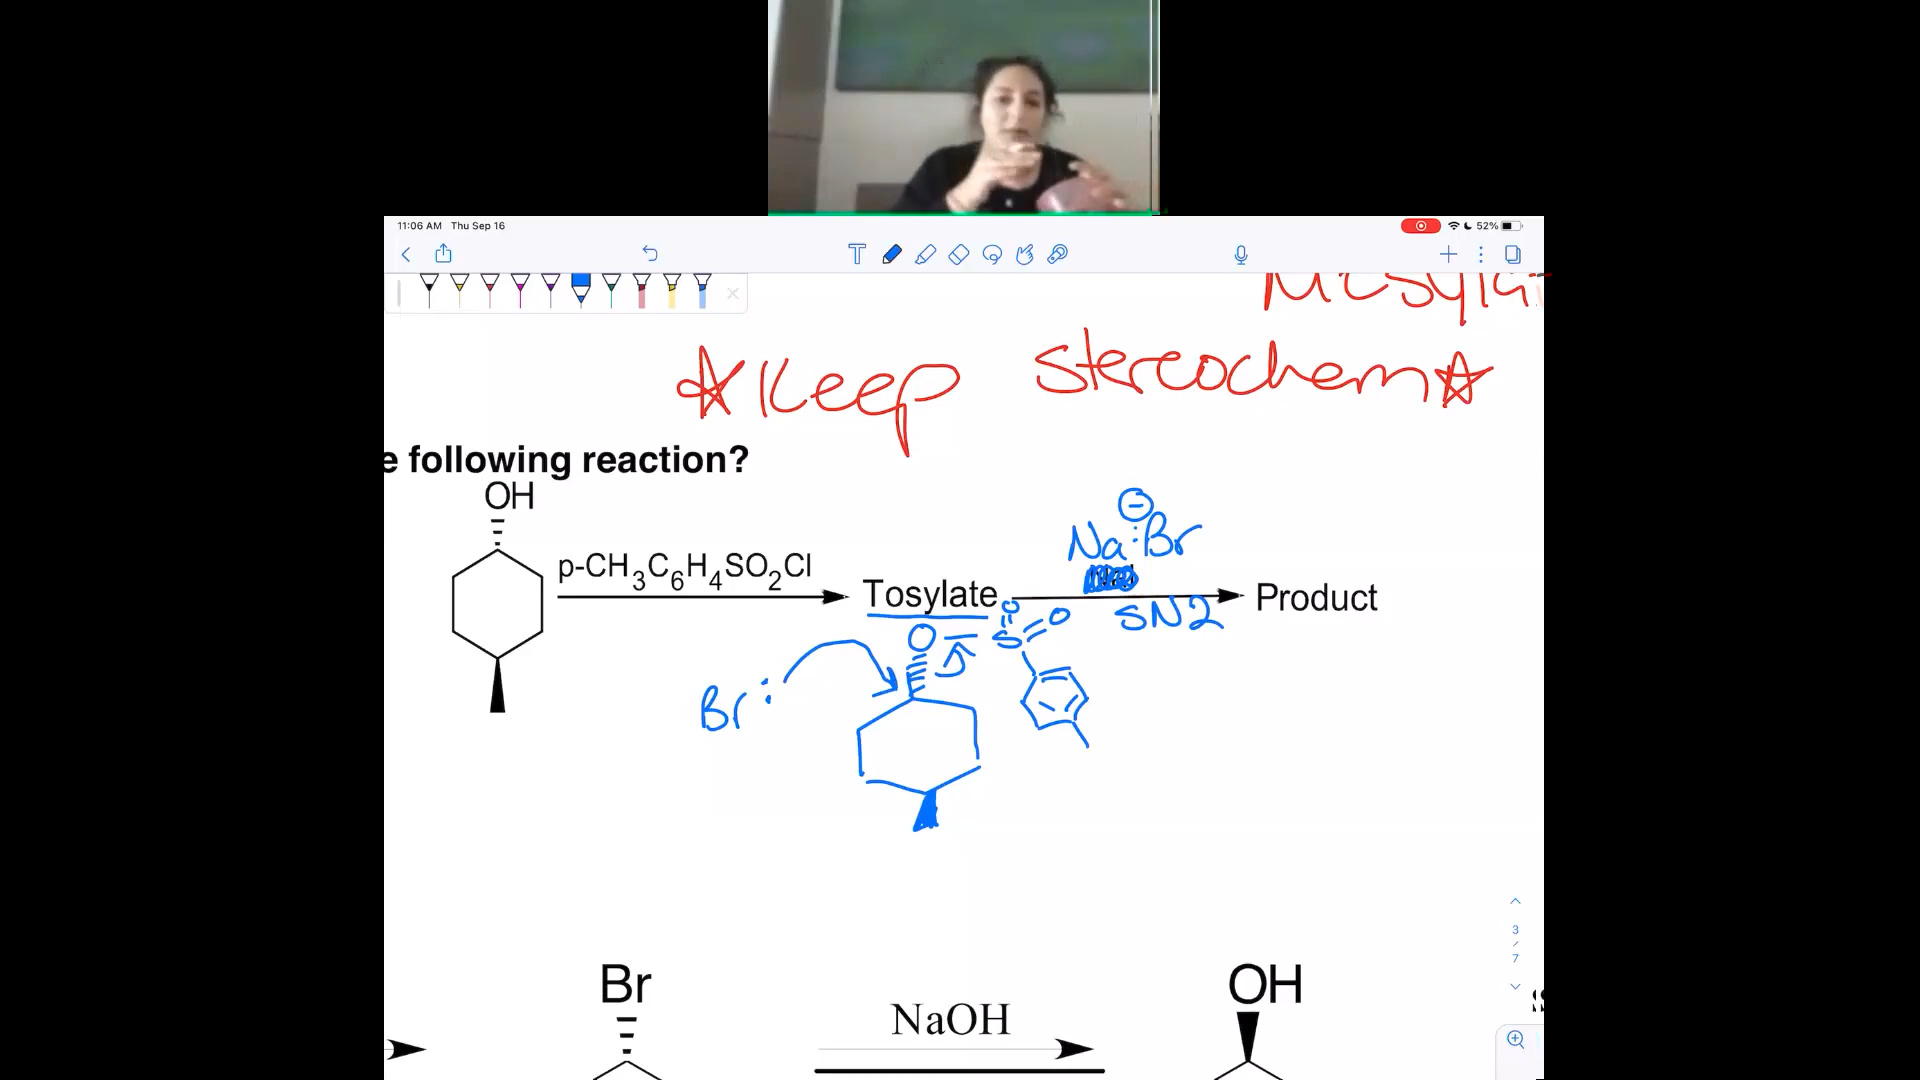 11:06 AM Thu Sep 16
52%
☆Keep stereochem☆
e following reaction?
OH
⊖
Na :Br
p-CH3C6H4SO2Cl
Tosylate
SN2
Product
O
O
O
S
Br:
3
/
7
Br
OH
NaOH